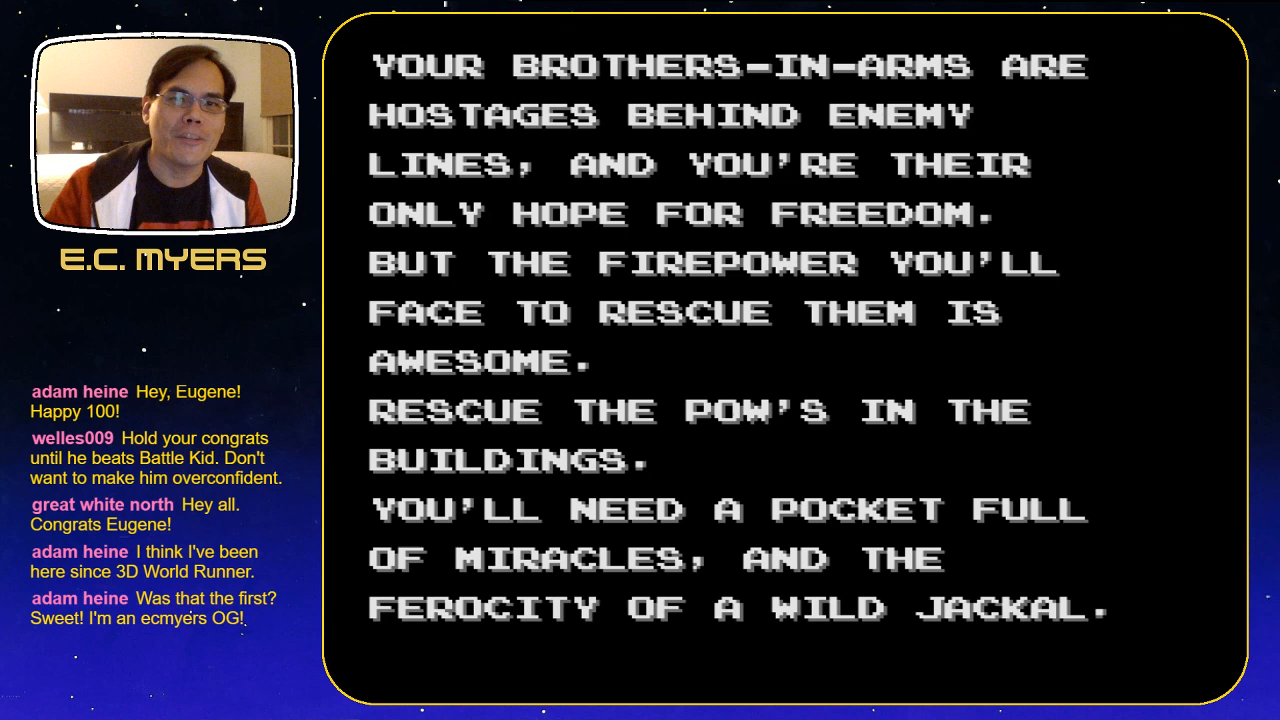 E.C. MYERS
adam heine Hey, Eugene!
Happy 100!
welles009 Hold your congrats
until he beats Battle Kid. Don't
want to make him overconfident.
great white north Hey all.
Congrats Eugene!
adam heine I think I've been
here since 3D World Runner.
adam heine Was that the first?
Sweet! I'm an ecmyers OG!
YOUR BROTHERS-IN-ARMS ARE
HOSTAGES BEHIND ENEMY
LINES, AND YOU'RE THEIR
ONLY HOPE FOR FREEDOM.
BUT THE FIREPOWER YOU'LL
FACE TO RESCUE THEM IS
AWESOME.
RESCUE THE POW'S IN THE
BUILDINGS.
YOU'LL NEED A POCKET FULL
OF MIRACLES, AND THE
FEROCITY OF A WILD JACKAL.